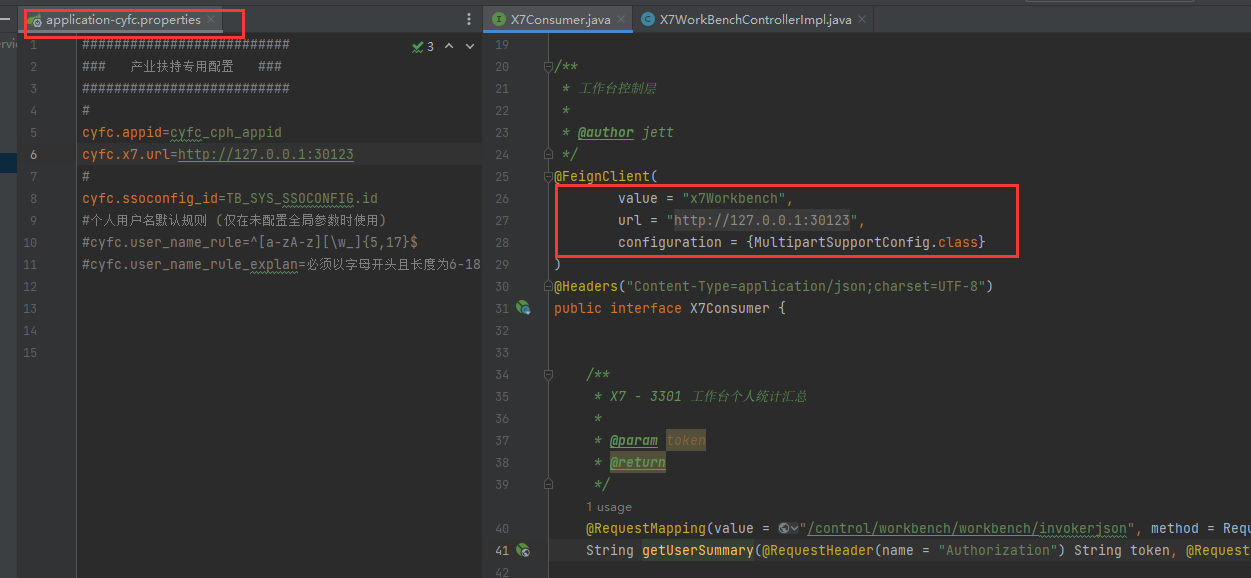 application-cyfc.properties
1 ##########################
2 ### 产业扶持专用配置 ###
3 ##########################
4 #
5 cyfc.appid=cyfc_cph_appid
6 cyfc.x7.url=http://127.0.0.1:30123
7 #
8 cyfc.ssoconfig_id=TB_SYS_SSOCONFIG.id
9 #个人用户名默认规则 (仅在未配置全局参数时使用)
10 #cyfc.user_name_rule=^[a-zA-z][\w_]{5,17}$
11 #cyfc.user_name_rule_explan=必须以字母开头且长度为6-18
12
13
14
15
3
X7Consumer.java
X7WorkBenchControllerImpl.java
19
20 /**
21 * 工作台控制层
22 *
23 * @author jett
24 */
25 @FeignClient(
26 value = "x7Workbench",
27 url = "http://127.0.0.1:30123",
28 configuration = {MultipartSupportConfig.class}
29 )
30 @Headers("Content-Type=application/json;charset=UTF-8")
31 public interface X7Consumer {
32
33
34 /**
35 * X7 - 3301 工作台个人统计汇总
36 *
37 * @param token
38 * @return
39 */
1 usage
40 @RequestMapping(value = "/control/workbench/workbench/invokerjson", method = Requ
41 String getUserSummary(@RequestHeader(name = "Authorization") String token, @Request
42